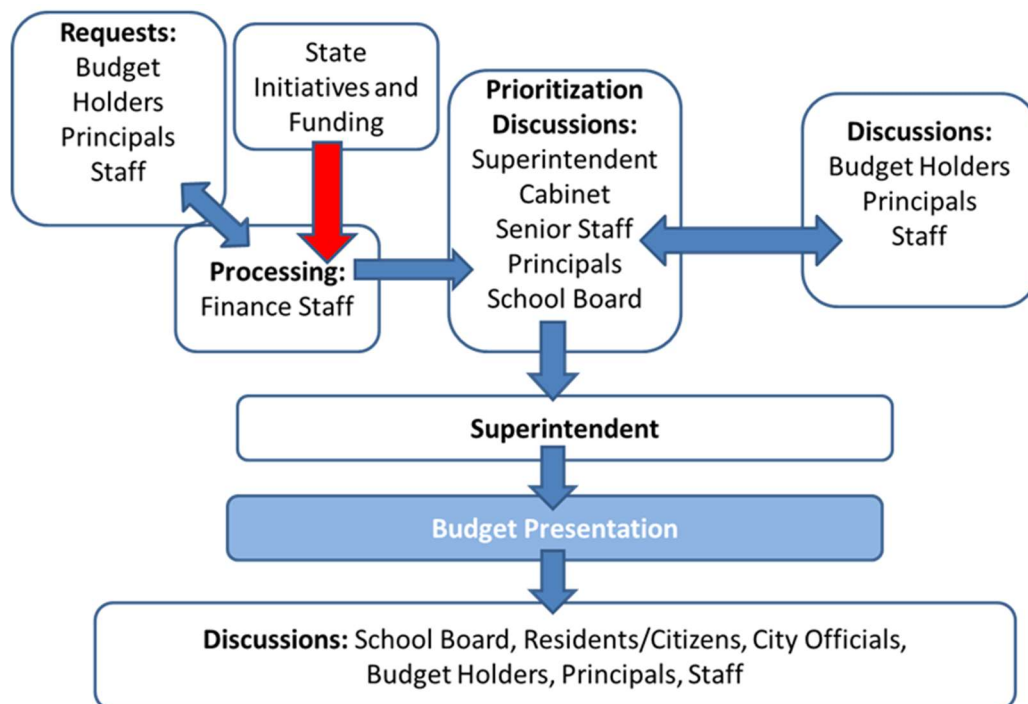 Requests:
Budget
Holders
Principals
Staff
State
Initiatives and
Funding
Processing:
Finance Staff
Prioritization
Discussions:
Superintendent
Cabinet
Senior Staff
Principals
School Board
Discussions:
Budget Holders
Principals
Staff
Superintendent
Budget Presentation
Discussions: School Board, Residents/Citizens, City Officials,
Budget Holders, Principals, Staff